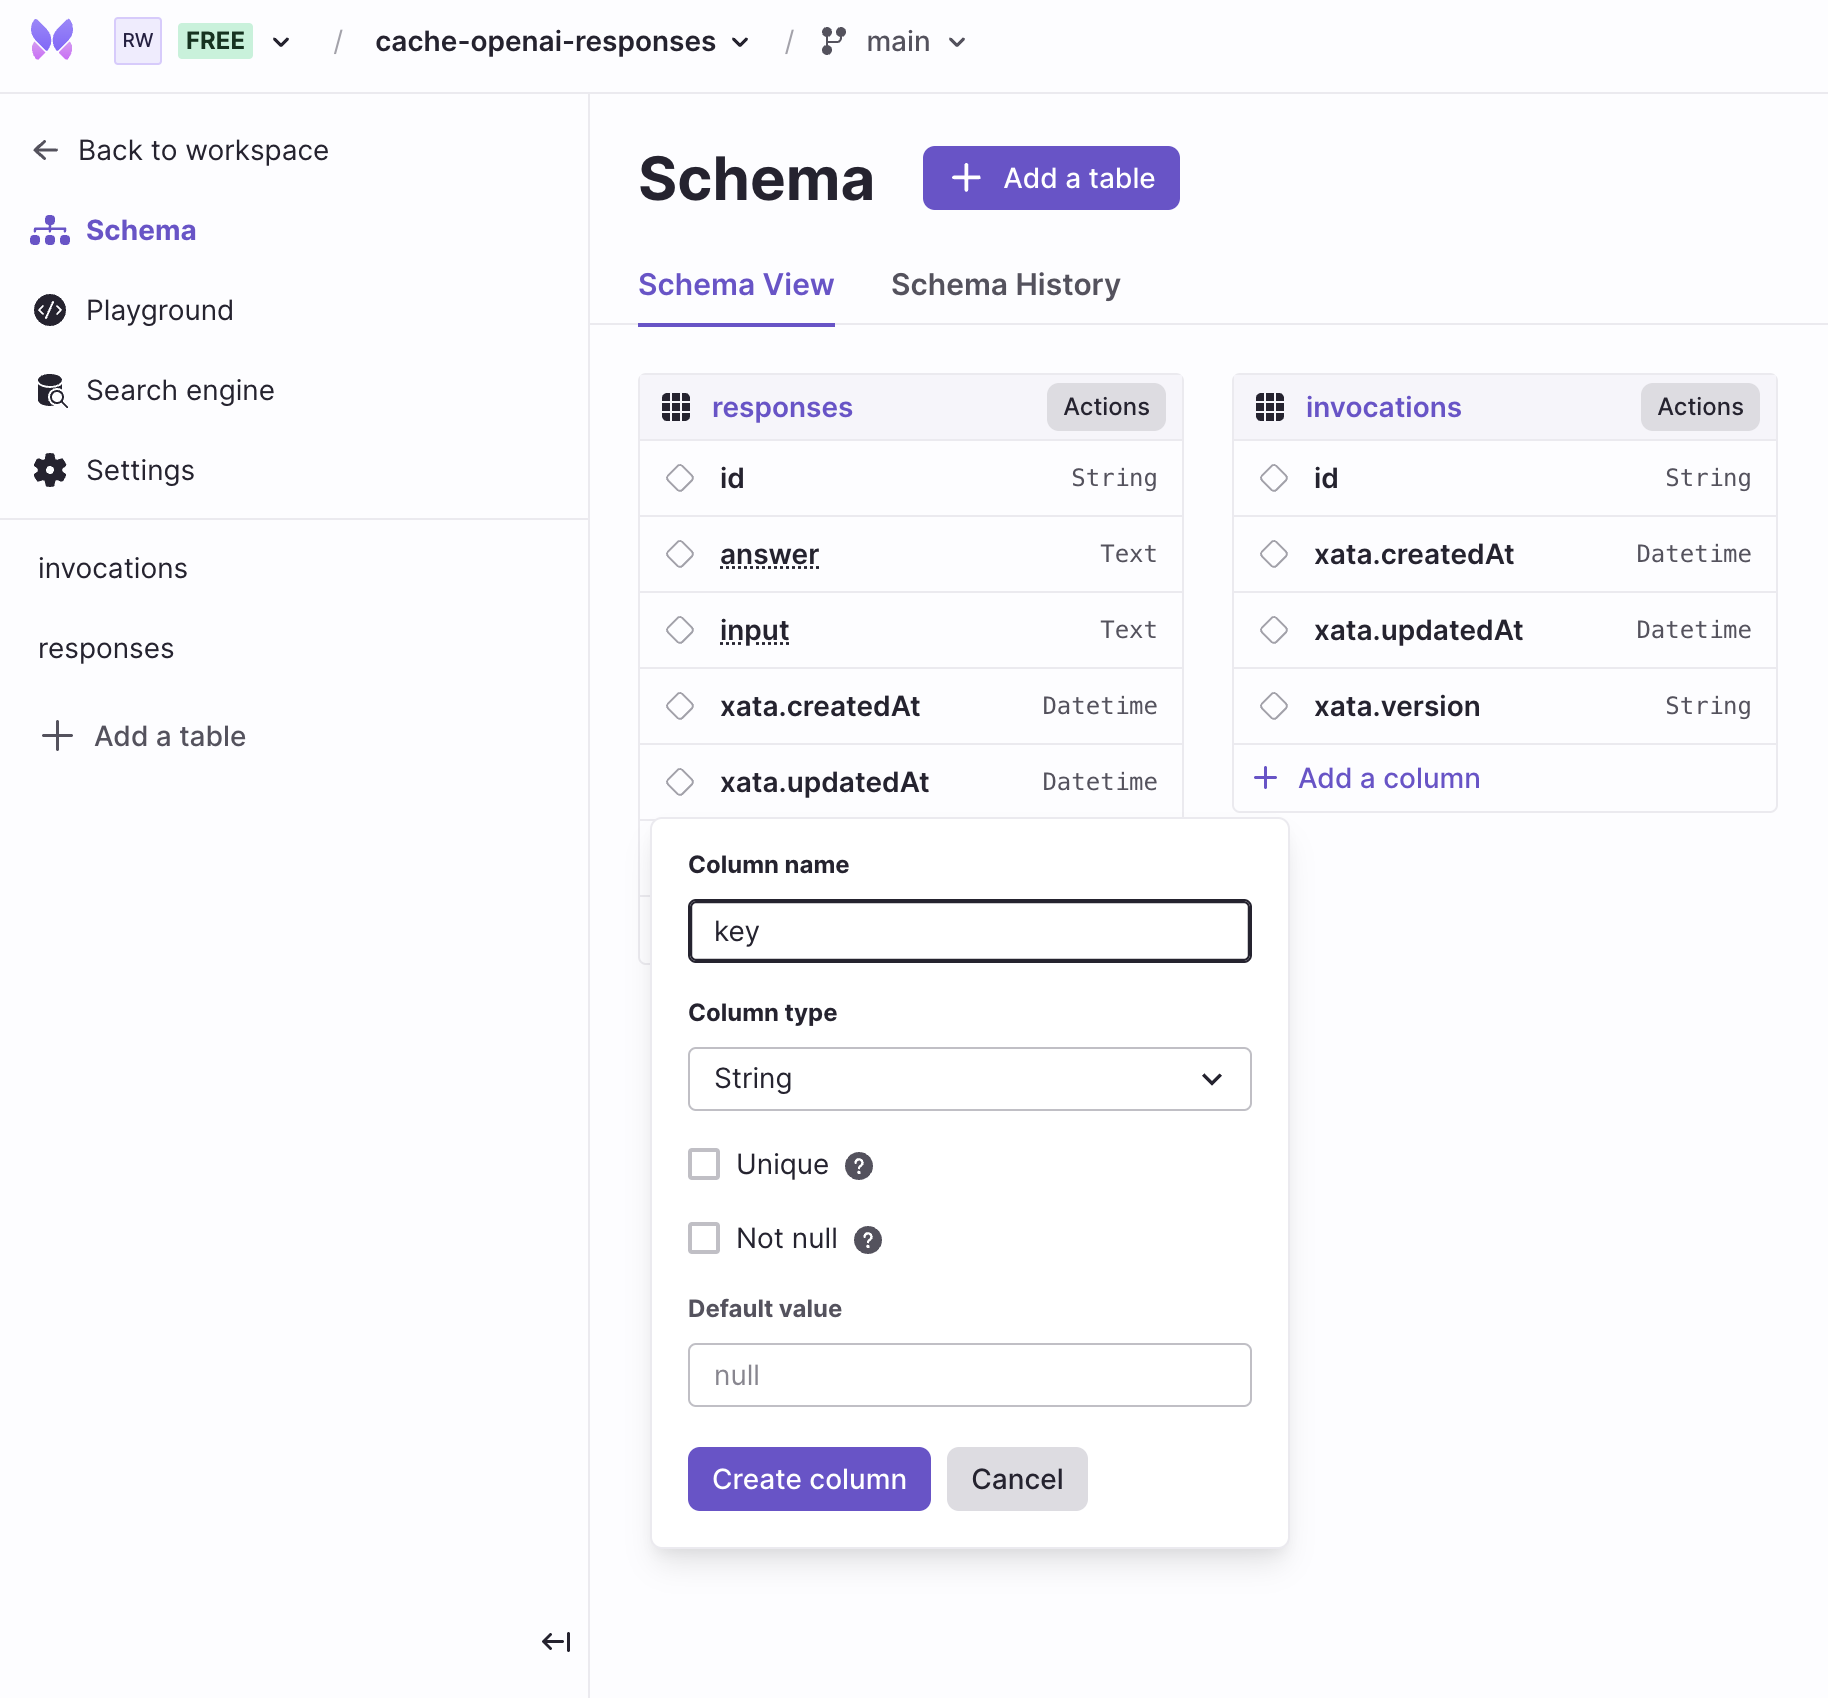 RW FREE / cache-openai-responses / main
Back to workspace
Schema
Playground
Search engine
Settings
invocations
responses
Add a table
Schema
Add a table
Schema View
Schema History
responses Actions
id String
answer Text
input Text
xata.createdAt Datetime
xata.updatedAt Datetime
invocations Actions
id String
xata.createdAt Datetime
xata.updatedAt Datetime
xata.version String
Add a column
Column name
key
Column type
String
Unique ?
Not null ?
Default value
null
Create column
Cancel